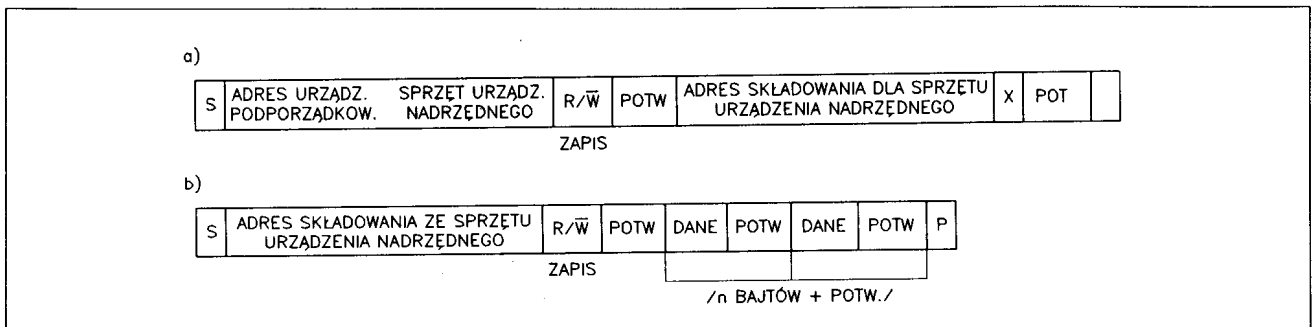 a)
S ADRES URZĄDZ. SPRZĘT URZĄDZ. R/W̅ POTW ADRES SKŁADOWANIA DLA SPRZĘTU X POT
PODPORZĄDKOW. NADRZĘDNEGO URZĄDZENIA NADRZĘDNEGO
ZAPIS
b)
S ADRES SKŁADOWANIA ZE SPRZĘTU R/W̅ POTW DANE POTW DANE POTW P
URZĄDZENIA NADRZĘDNEGO
ZAPIS
/n BAJTÓW + POTW./